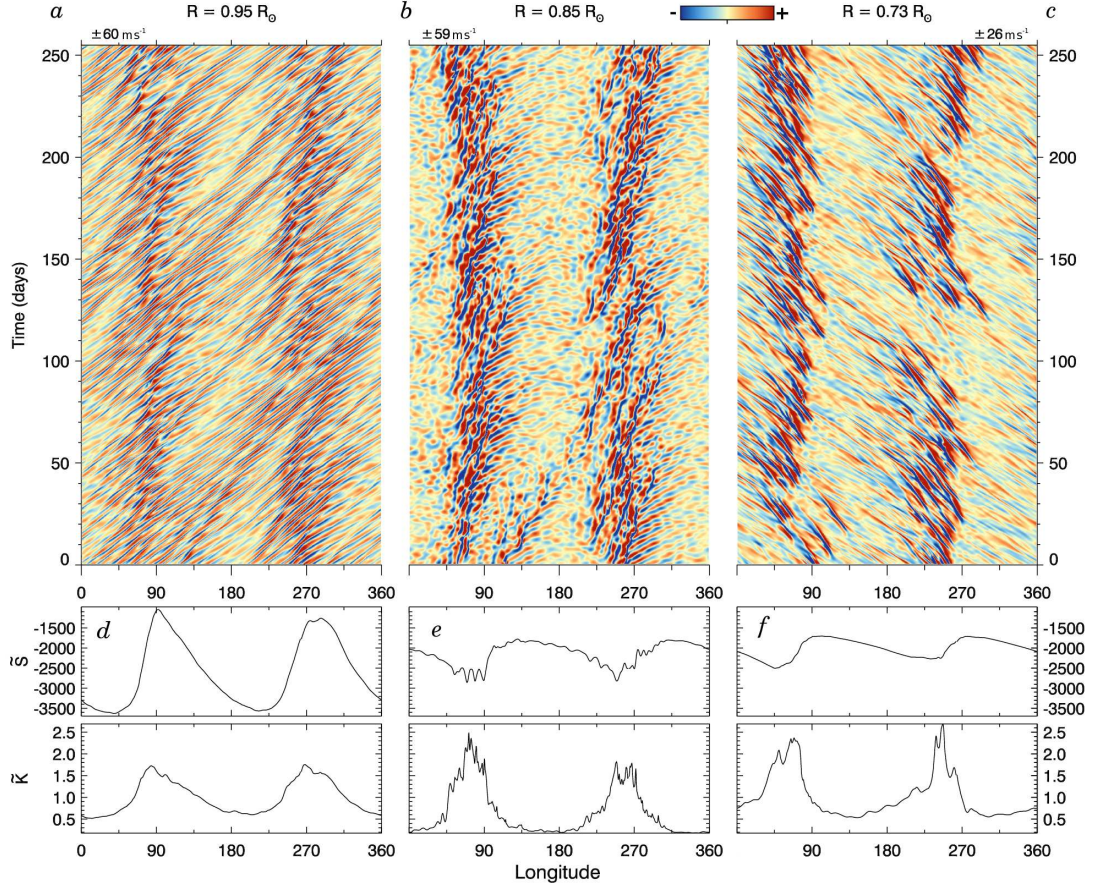 a R = 0.95 R⊙ b R = 0.85 R⊙ - + R = 0.73 R⊙ c
±60 ms⁻¹ ±59 ms⁻¹ ±26 ms⁻¹
250 250
200 200
150 150
100 100
50 50
0 0
Time (days)
0 90 180 270 360 90 180 270 360 90 180 270 360
d e f
-1500 -1500
-2000 -2000
-2500 -2500
-3000 -3000
-3500 -3500
S̃
2.5 2.5
2.0 2.0
1.5 1.5
1.0 1.0
0.5 0.5
K̃
0 90 180 270 360 90 180 270 360 90 180 270 360
Longitude